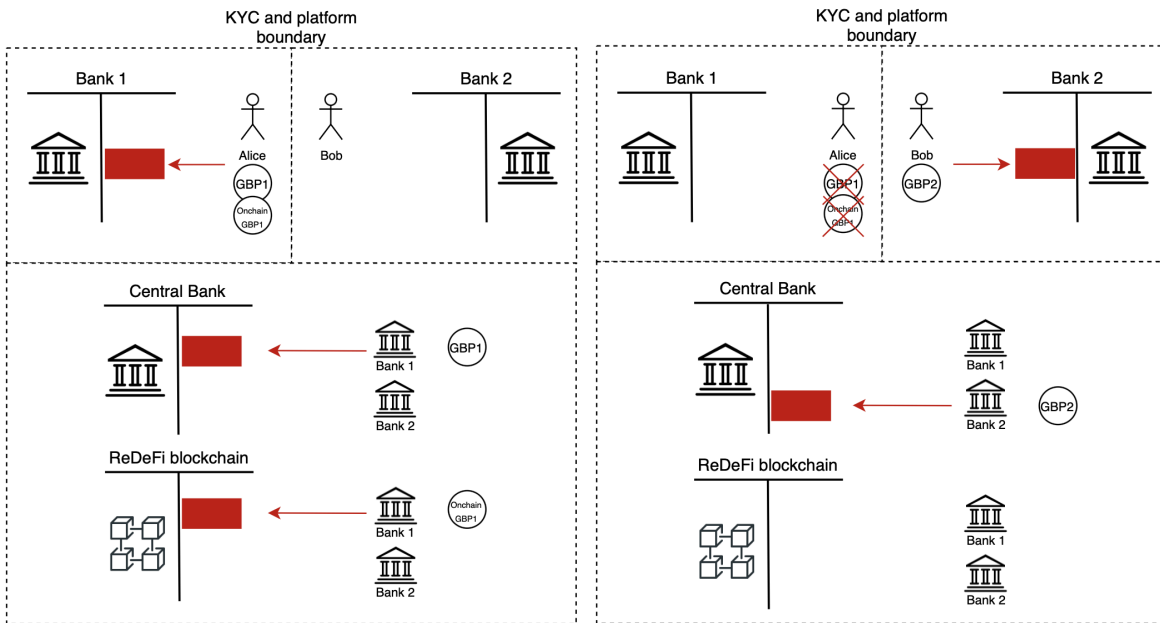 KYC and platform
boundary
Bank 1
Bank 2
Alice
Bob
GBP1
Onchain
GBP1
Central Bank
Bank 1
GBP1
Bank 2
ReDeFi blockchain
Bank 1
Onchain
GBP1
Bank 2
KYC and platform
boundary
Bank 1
Bank 2
Alice
Bob
GBP1
GBP2
Onchain
GBP1
Central Bank
Bank 1
Bank 2
GBP2
ReDeFi blockchain
Bank 1
Bank 2